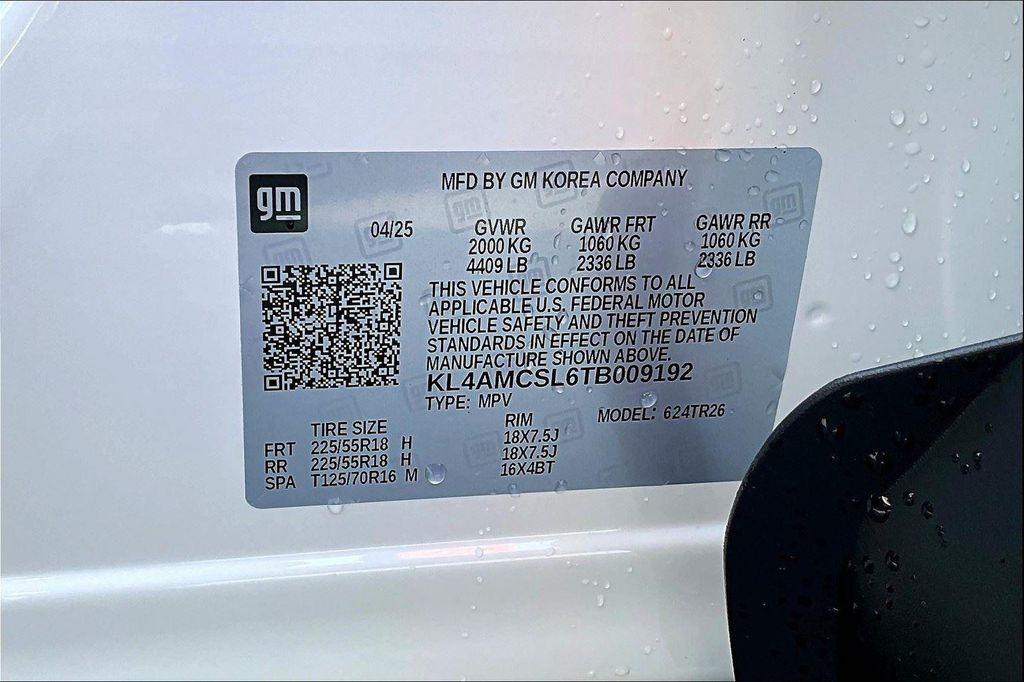 gm
MFD BY GM KOREA COMPANY
04/25 GVWR GAWR FRT GAWR RR
2000 KG 1060 KG 1060 KG
4409 LB 2336 LB 2336 LB
THIS VEHICLE CONFORMS TO ALL
APPLICABLE U.S. FEDERAL MOTOR
VEHICLE SAFETY AND THEFT PREVENTION
STANDARDS IN EFFECT ON THE DATE OF
MANUFACTURE SHOWN ABOVE.
KL4AMCSL6TB009192
TYPE: MPV
TIRE SIZE RIM MODEL: 624TR26
FRT 225/55R18 H 18X7.5J
RR 225/55R18 H 18X7.5J
SPA T125/70R16 M 16X4BT